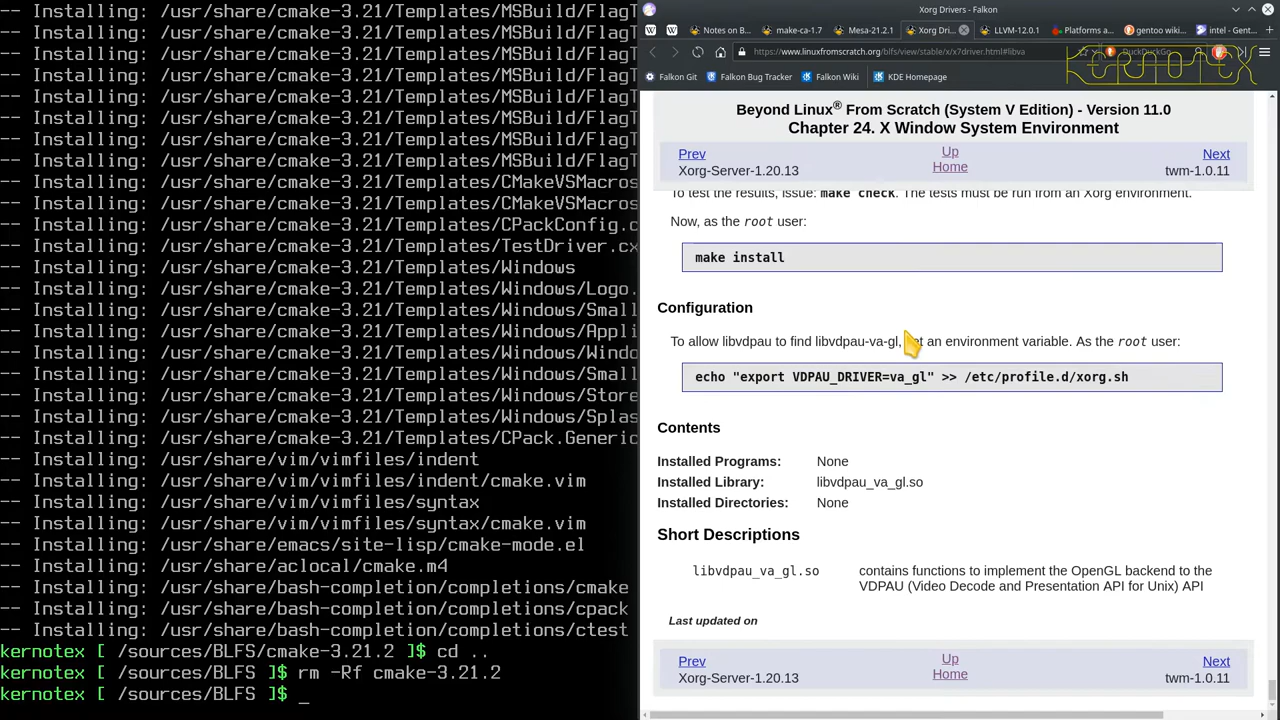 -- Installing: /usr/share/cmake-3.21/Templates/MSBuild/FlagT
-- Installing: /usr/share/cmake-3.21/Templates/MSBuild/FlagT
-- Installing: /usr/share/cmake-3.21/Templates/MSBuild/FlagT
-- Installing: /usr/share/cmake-3.21/Templates/MSBuild/FlagT
-- Installing: /usr/share/cmake-3.21/Templates/MSBuild/FlagT
-- Installing: /usr/share/cmake-3.21/Templates/MSBuild/FlagT
-- Installing: /usr/share/cmake-3.21/Templates/MSBuild/FlagT
-- Installing: /usr/share/cmake-3.21/Templates/MSBuild/FlagT
-- Installing: /usr/share/cmake-3.21/Templates/CMakeVSMacros
-- Installing: /usr/share/cmake-3.21/Templates/CMakeVSMacros
-- Installing: /usr/share/cmake-3.21/Templates/CPackConfig.c
-- Installing: /usr/share/cmake-3.21/Templates/TestDriver.cx
-- Installing: /usr/share/cmake-3.21/Templates/Windows
-- Installing: /usr/share/cmake-3.21/Templates/Windows/Logo.
-- Installing: /usr/share/cmake-3.21/Templates/Windows/Small
-- Installing: /usr/share/cmake-3.21/Templates/Windows/Appli
-- Installing: /usr/share/cmake-3.21/Templates/Windows/Small
-- Installing: /usr/share/cmake-3.21/Templates/Windows/Small
-- Installing: /usr/share/cmake-3.21/Templates/Windows/Store
-- Installing: /usr/share/cmake-3.21/Templates/Windows/Splas
-- Installing: /usr/share/cmake-3.21/Templates/CPack.Generic
-- Installing: /usr/share/vim/vimfiles/indent
-- Installing: /usr/share/vim/vimfiles/indent/cmake.vim
-- Installing: /usr/share/vim/vimfiles/syntax
-- Installing: /usr/share/vim/vimfiles/syntax/cmake.vim
-- Installing: /usr/share/emacs/site-lisp/cmake-mode.el
-- Installing: /usr/share/aclocal/cmake.m4
-- Installing: /usr/share/bash-completion/completions/cmake
-- Installing: /usr/share/bash-completion/completions/cpack
-- Installing: /usr/share/bash-completion/completions/ctest
kernotex [ /sources/BLFS/cmake-3.21.2 ]$ cd ..
kernotex [ /sources/BLFS ]$ rm -Rf cmake-3.21.2
kernotex [ /sources/BLFS ]$ _
Xorg Drivers - Falkon
Notes on B... make-ca-1.7 Mesa-21.2.1 Xorg Dri... LLVM-12.0.1 Platforms a... gentoo wiki... intel - Gent...
https://www.linuxfromscratch.org/blfs/view/stable/x/x7driver.html#libva DuckDuckGo
kernotex
Falkon Git Falkon Bug Tracker Falkon Wiki KDE Homepage
Beyond Linux® From Scratch (System V Edition) - Version 11.0
Chapter 24. X Window System Environment
Prev Up Next
Xorg-Server-1.20.13 Home twm-1.0.11
To test the results, issue: make check. The tests must be run from an Xorg environment.
Now, as the root user:
make install
Configuration
To allow libvdpau to find libvdpau-va-gl, an environment variable. As the root user:
echo "export VDPAU_DRIVER=va_gl" >> /etc/profile.d/xorg.sh
Contents
Installed Programs: None
Installed Library: libvdpau_va_gl.so
Installed Directories: None
Short Descriptions
libvdpau_va_gl.so contains functions to implement the OpenGL backend to the
VDPAU (Video Decode and Presentation API for Unix) API
Last updated on
Prev Up Next
Xorg-Server-1.20.13 Home twm-1.0.11